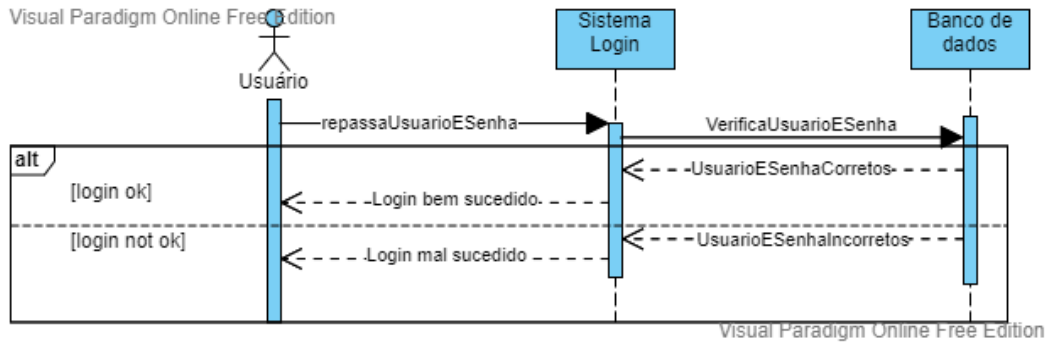 Visual Paradigm Online Free Edition
Sistema
Login
Banco de
dados
Usuário
repassaUsuarioESenha
VerificaUsuarioESenha
alt
UsuarioESenhaCorretos
[login ok]
Login bem sucedido
[login not ok]
UsuarioESenhaIncorretos
Login mal sucedido
Visual Paradigm Online Free Edition